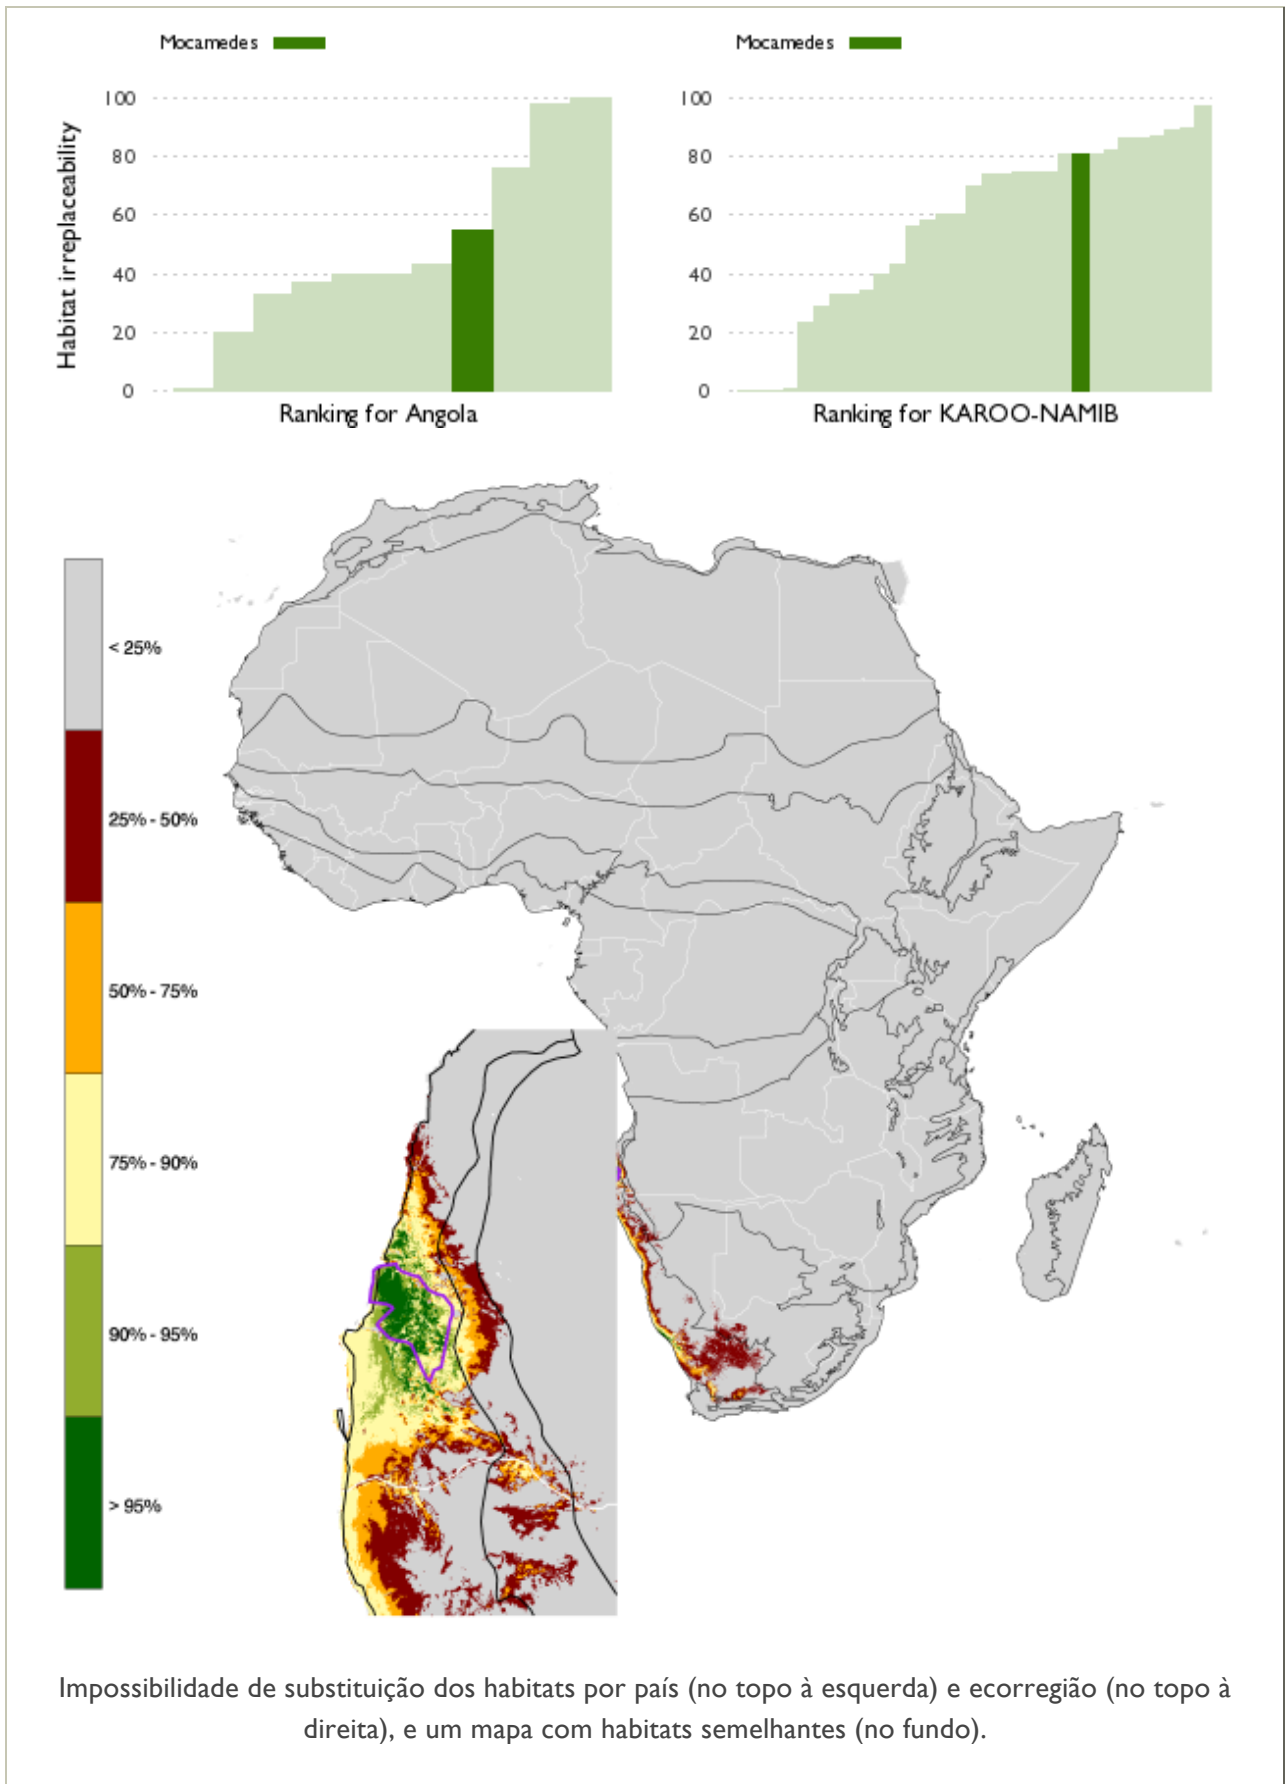 Mocamedes
Mocamedes
Habitat irreplaceability
100
80
60
40
20
0
Ranking for Angola
100
80
60
40
20
0
Ranking for KAROO-NAMIB
< 25%
25% - 50%
50% - 75%
75% - 90%
90% - 95%
> 95%
Impossibilidade de substituição dos habitats por país (no topo à esquerda) e ecorregião (no topo à
direita), e um mapa com habitats semelhantes (no fundo).